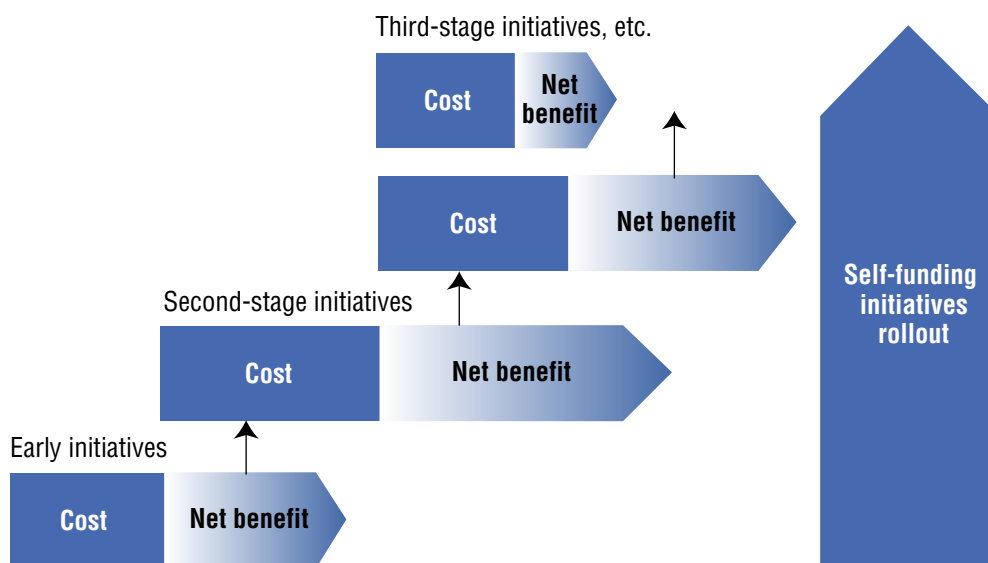 Third-stage initiatives, etc.
Cost
Net
benefit
Cost
Net benefit
Second-stage initiatives
Cost
Net benefit
Early initiatives
Cost
Net benefit
Self-funding
initiatives
rollout